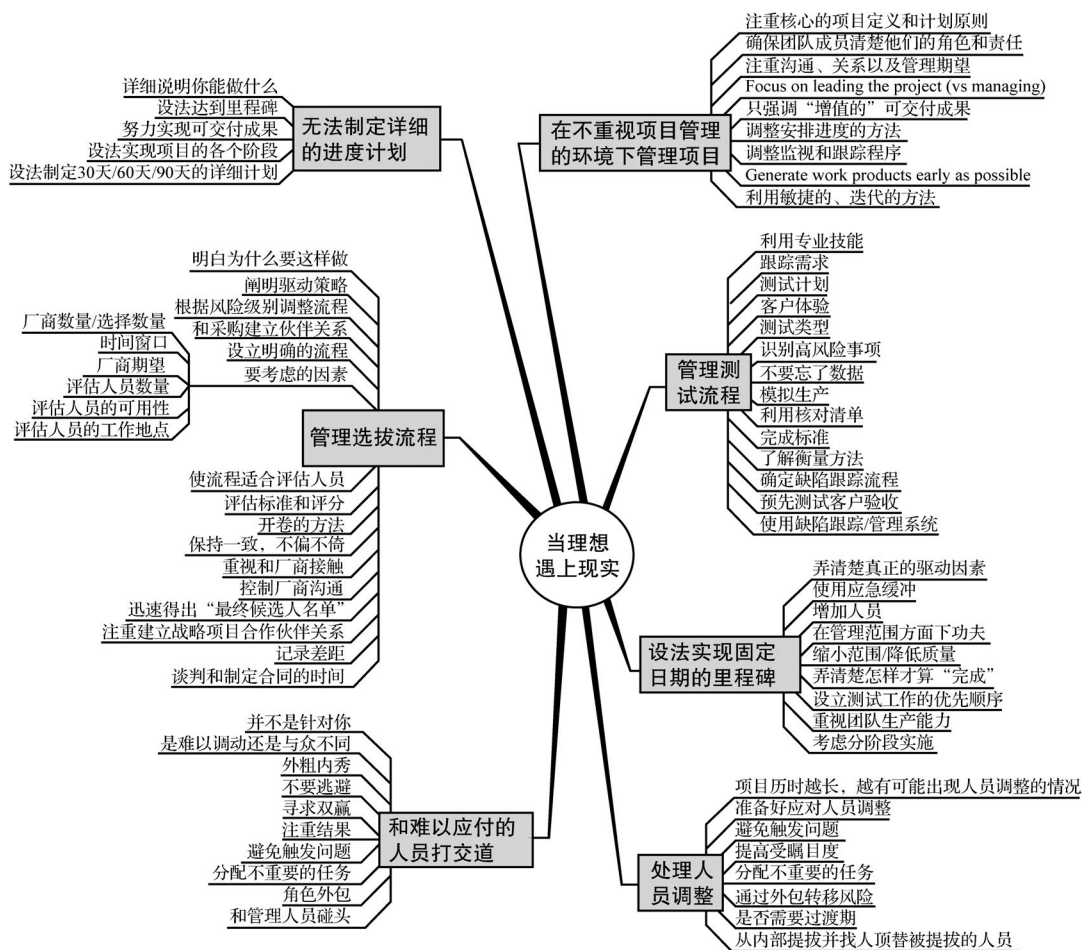 当理想
遇上现实
无法制定详细
的进度计划
详细说明你能做什么
设法达到里程碑
努力实现可交付成果
设法实现项目的各个阶段
设法制定30天/60天/90天的详细计划
在不重视项目管理
的环境下管理项目
注重核心的项目定义和计划原则
确保团队成员清楚他们的角色和责任
注重沟通、关系以及管理期望
Focus on leading the project (vs managing)
只强调“增值的”可交付成果
调整安排进度的方法
调整监视和跟踪程序
Generate work products early as possible
利用敏捷的、迭代的方法
管理选拔流程
明白为什么要这样做
阐明驱动策略
根据风险级别调整流程
和采购建立伙伴关系
设立明确的流程
要考虑的因素
厂商数量/选择数量
时间窗口
厂商期望
评估人员数量
评估人员的可用性
评估人员的工作地点
使流程适合评估人员
评估标准和评分
开卷的方法
保持一致，不偏不倚
重视和厂商接触
控制厂商沟通
迅速得出“最终候选人名单”
注重建立战略项目合作伙伴关系
记录差距
谈判和制定合同的时间
管理测
试流程
利用专业技能
跟踪需求
测试计划
客户体验
测试类型
识别高风险事项
不要忘了数据
模拟生产
利用核对清单
完成标准
了解衡量方法
确定缺陷跟踪流程
预先测试客户验收
使用缺陷跟踪/管理系统
设法实现固定
日期的里程碑
弄清楚真正的驱动因素
使用应急缓冲
增加人员
在管理范围方面下功夫
缩小范围/降低质量
弄清楚怎样才算“完成”
设立测试工作的优先顺序
重视团队生产能力
考虑分阶段实施
和难以应付的
人员打交道
并不是针对你
是难以调动还是与众不同
外粗内秀
不要逃避
寻求双赢
注重结果
避免触发问题
分配不重要的任务
角色外包
和管理人员碰头
处理人
员调整
项目历时越长，越有可能出现人员调整的情况
准备好应对人员调整
避免触发问题
提高受瞩目度
分配不重要的任务
通过外包转移风险
是否需要过渡期
从内部提拔并找人顶替被提拔的人员